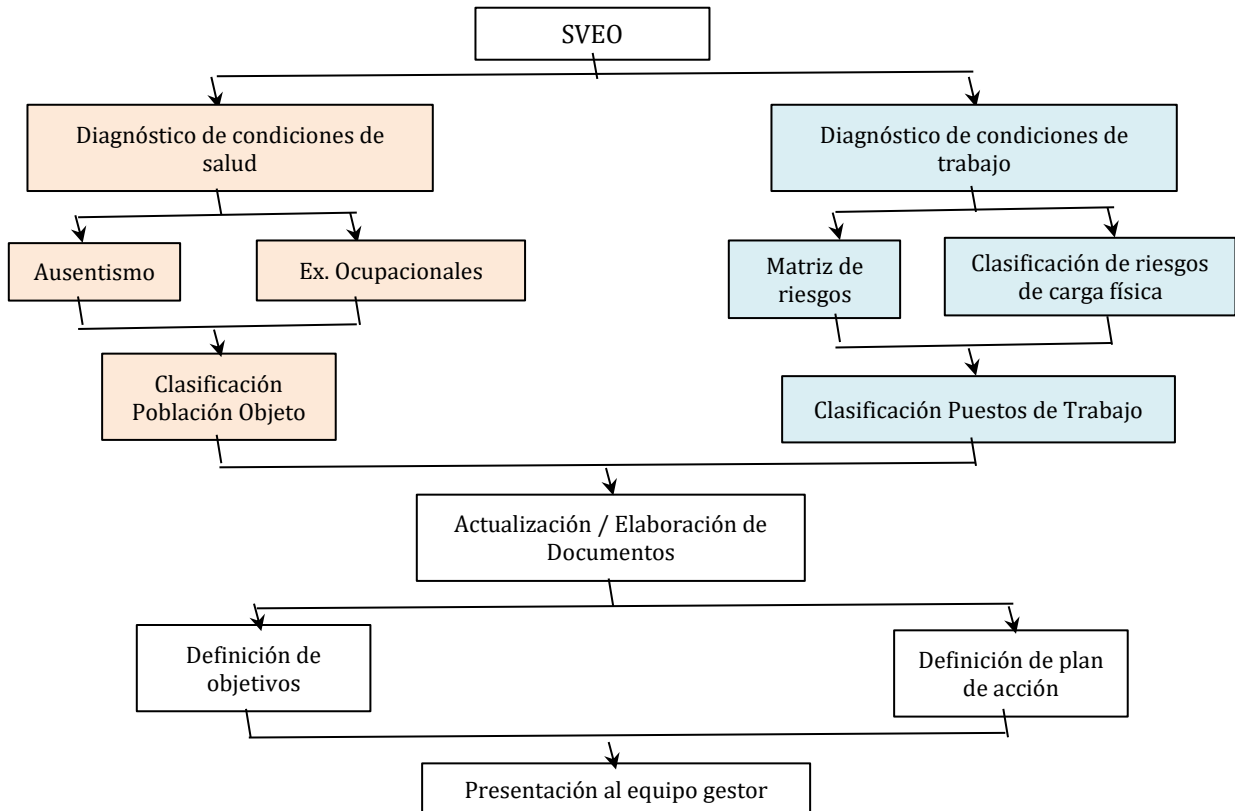 SVEO
Diagnóstico de condiciones de
salud
Diagnóstico de condiciones de
trabajo
Ausentismo
Ex. Ocupacionales
Matriz de
riesgos
Clasificación de riesgos
de carga física
Clasificación
Población Objeto
Clasificación Puestos de Trabajo
Actualización / Elaboración de
Documentos
Definición de
objetivos
Definición de plan
de acción
Presentación al equipo gestor